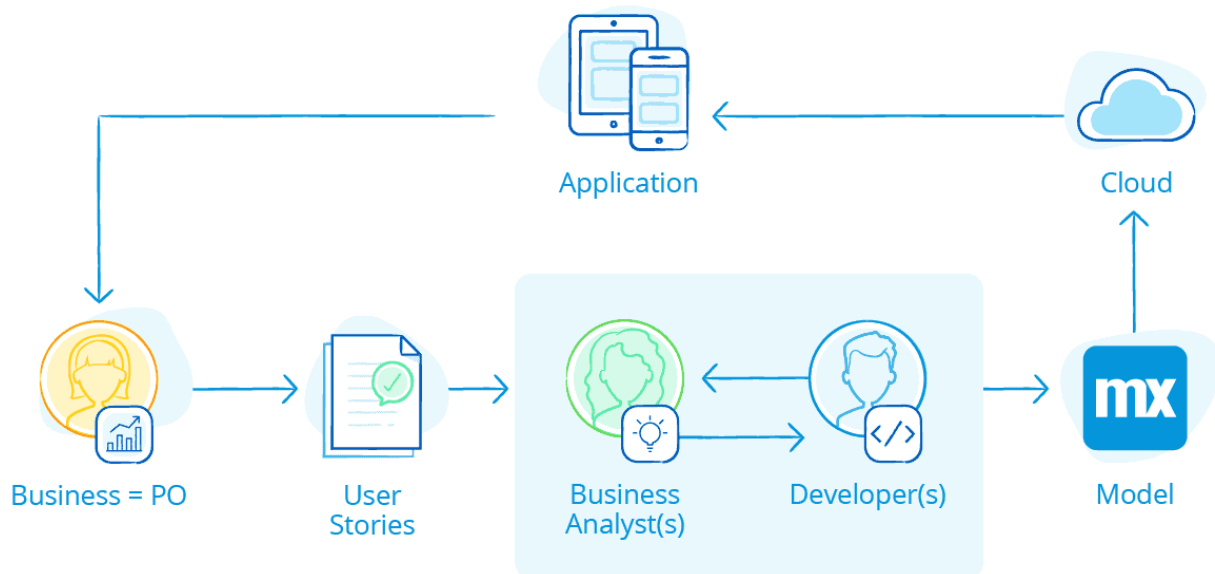 Application
Cloud
</>
mx
Business = PO
User
Stories
Business
Analyst(s)
Developer(s)
Model